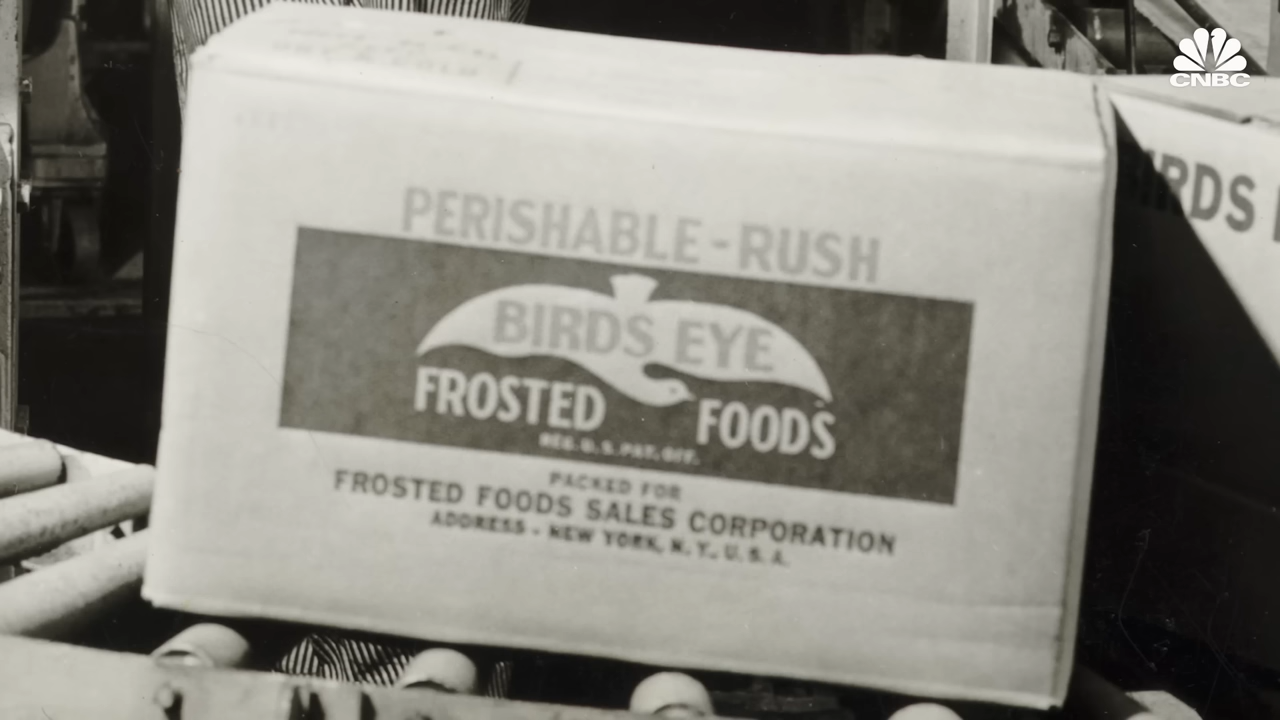 CNBC
PERISHABLE-RUSH
BIRDS EYE
FROSTED FOODS
REG. U.S. PAT. OFF.
PACKED FOR
FROSTED FOODS SALES CORPORATION
ADDRESS - NEW YORK, N.Y., U.S.A.
IRDS